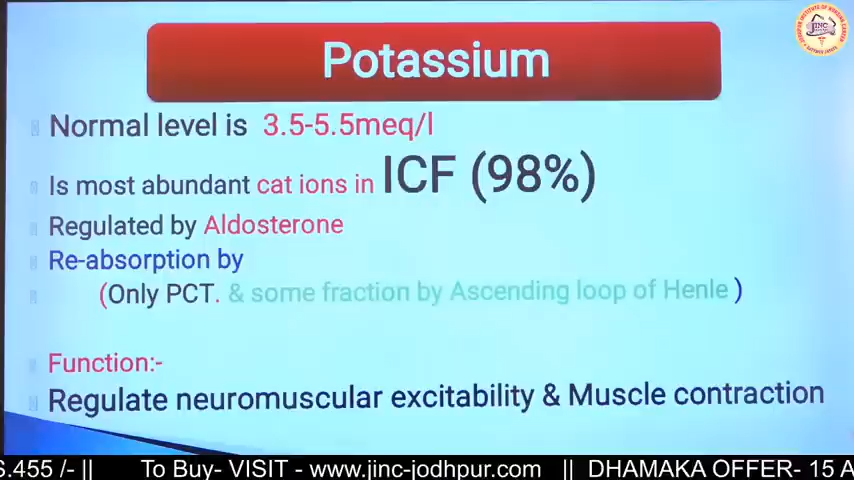 Potassium
Normal level is 3.5-5.5meq/l
Is most abundant cat ions in ICF (98%)
Regulated by Aldosterone
Re-absorption by
(Only PCT. & some fraction by Ascending loop of Henle )
Function:-
Regulate neuromuscular excitability & Muscle contraction
S.455 /- || To Buy- VISIT - www.jinc-jodhpur.com || DHAMAKA OFFER- 15 A
JINC